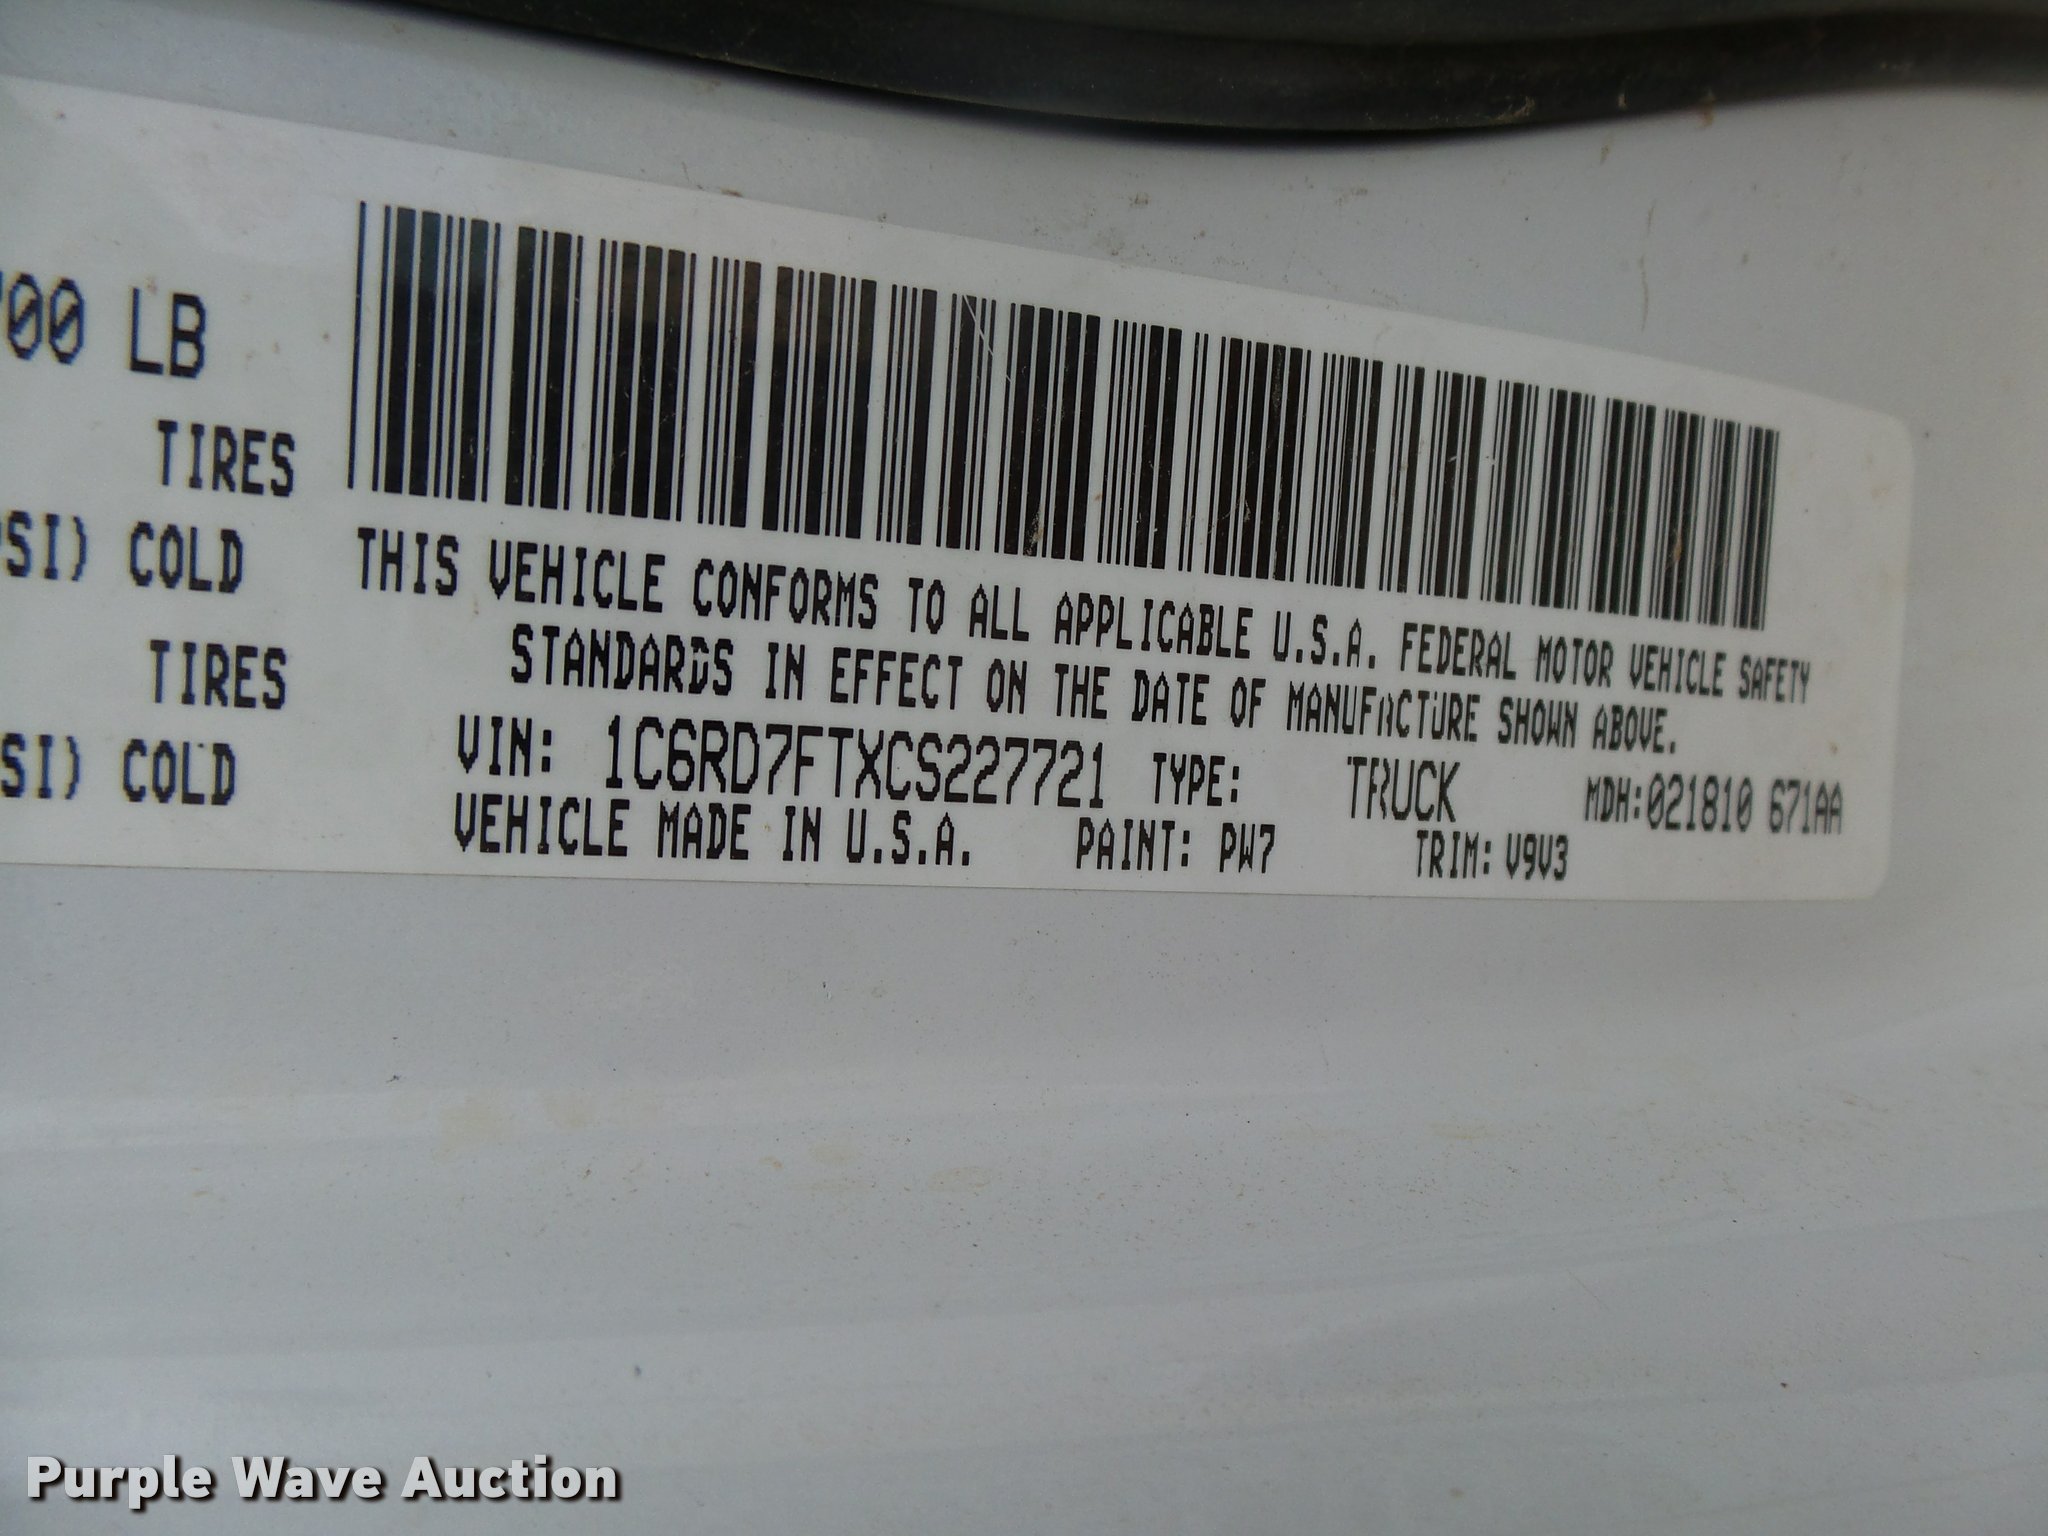 00 LB
TIRES
SI) COLD
TIRES
SI) COLD
THIS VEHICLE CONFORMS TO ALL APPLICABLE U.S.A. FEDERAL MOTOR VEHICLE SAFETY
STANDARDS IN EFFECT ON THE DATE OF MANUFACTURE SHOWN ABOVE.
VIN: 1C6RD7FTXCS227721 TYPE: TRUCK MDH:021810 671AA
VEHICLE MADE IN U.S.A. PAINT: PW7 TRIM: V9V3
Purple Wave Auction